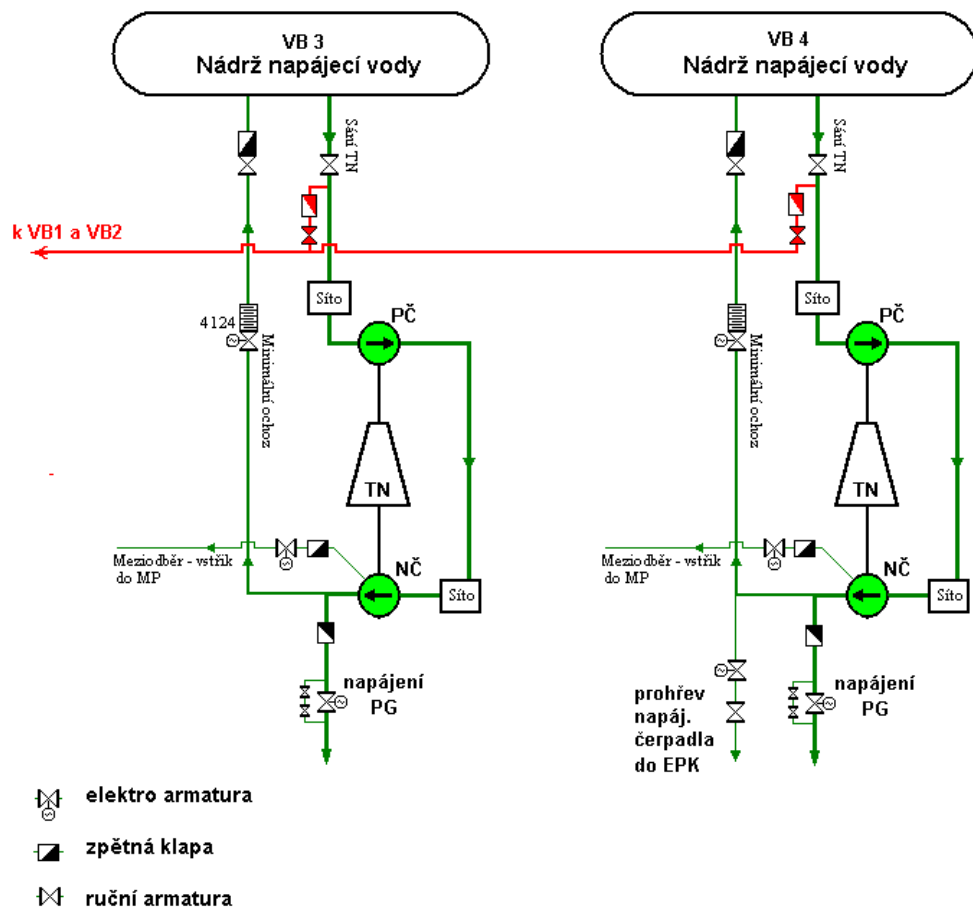 VB 3
Nádrž napájecí vody
VB 4
Nádrž napájecí vody
Sání TN
Sání TN
k VB1 a VB2
Síto
Síto
4124
PČ
PČ
Minimální ochoz
Minimální ochoz
TN
TN
Meziodběr - vstřik
do MP
NČ
Síto
Meziodběr - vstřik
do MP
NČ
Síto
napájení
PG
prohřev
napáj.
čerpadla
do EPK
napájení
PG
elektro armatura
zpětná klapa
ruční armatura